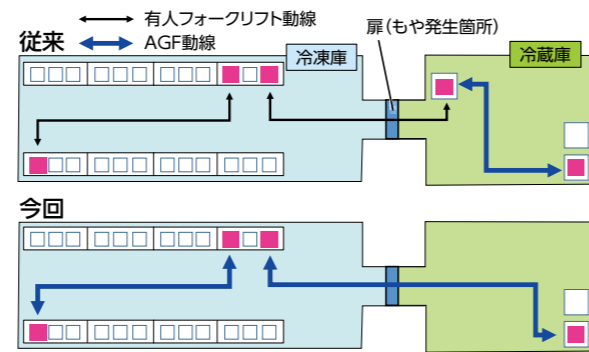 有人フォークリフト動線
従来
AGF動線
扉（もや発生箇所）
冷凍庫
冷蔵庫
今回